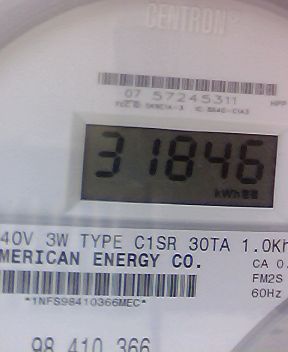 CENTRON®
07 57245311
31846
kWh
40V 3W TYPE C1SR 30TA 1.0Kh
MERICAN ENERGY CO.
CA 0.
*1NFS98410366MEC*
FM2S
60Hz
98 410 366